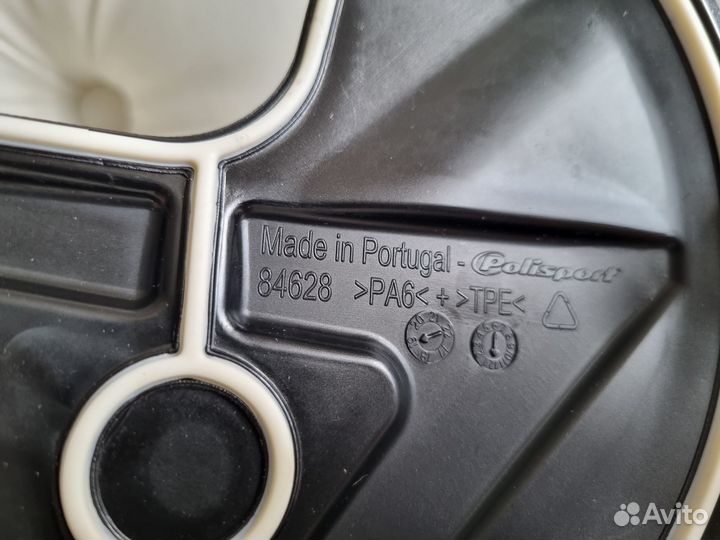 Made in Portugal - Polisport
84628 >PA6< + >TPE<
Avito